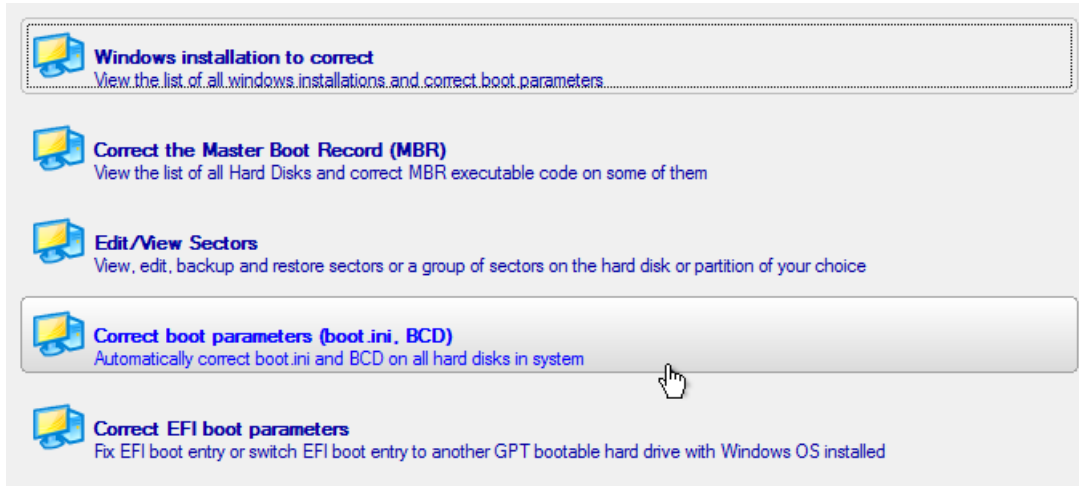 Windows installation to correct
View the list of all windows installations and correct boot parameters
Correct the Master Boot Record (MBR)
View the list of all Hard Disks and correct MBR executable code on some of them
Edit/View Sectors
View, edit, backup and restore sectors or a group of sectors on the hard disk or partition of your choice
Correct boot parameters (boot.ini, BCD)
Automatically correct boot.ini and BCD on all hard disks in system
Correct EFI boot parameters
Fix EFI boot entry or switch EFI boot entry to another GPT bootable hard drive with Windows OS installed